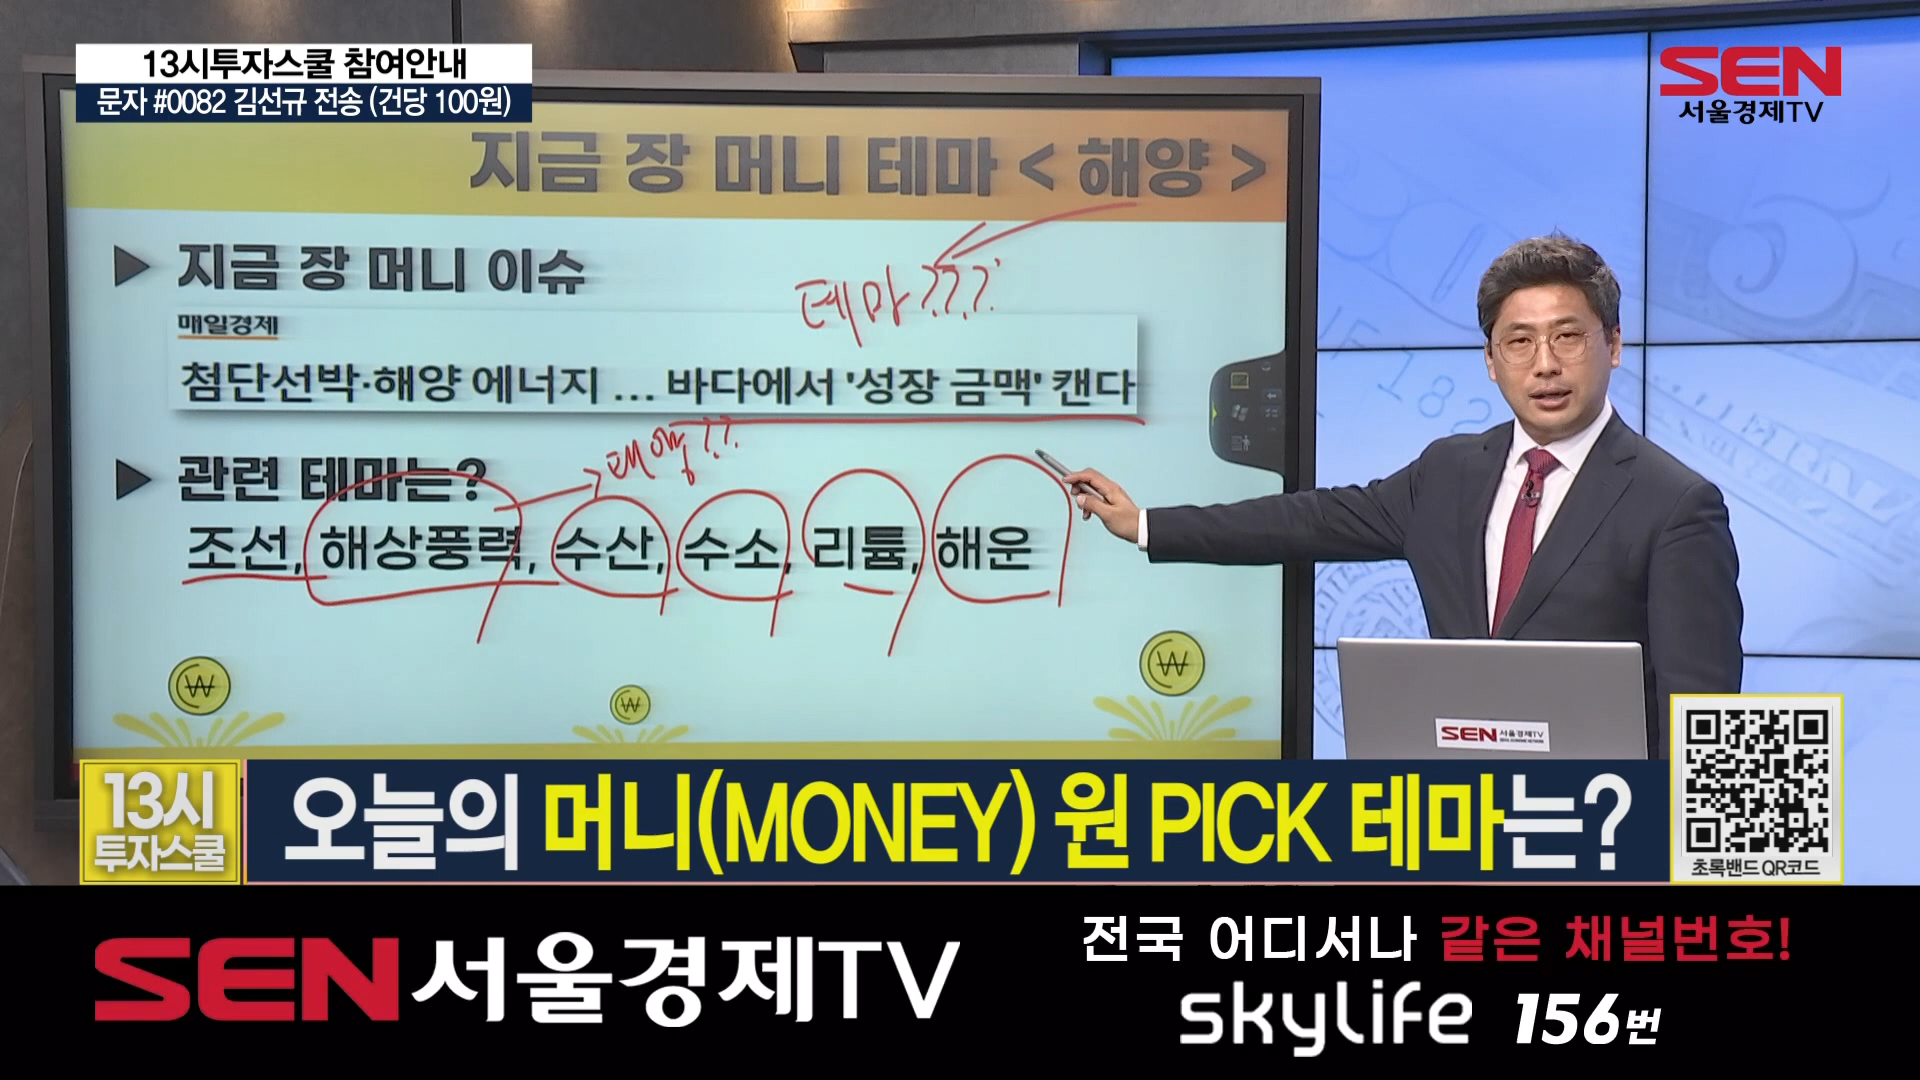 13시투자스쿨 참여안내
문자 #0082 김선규 전송 (건당 100원)
SEN
서울경제TV
지금 장 머니 테마 < 해양 >
▶ 지금 장 머니 이슈
테마???
매일경제
첨단선박·해양 에너지 ... 바다에서 '성장 금맥' 캔다
▶ 관련 테마는?
조선, 해상풍력, 수산, 수소, 리튬, 해운
SEN 서울경제TV
13시
투자스쿨
오늘의 머니(MONEY) 원 PICK 테마는?
초록밴드 QR코드
SEN 서울경제TV
전국 어디서나 같은 채널번호!
skylife 156번